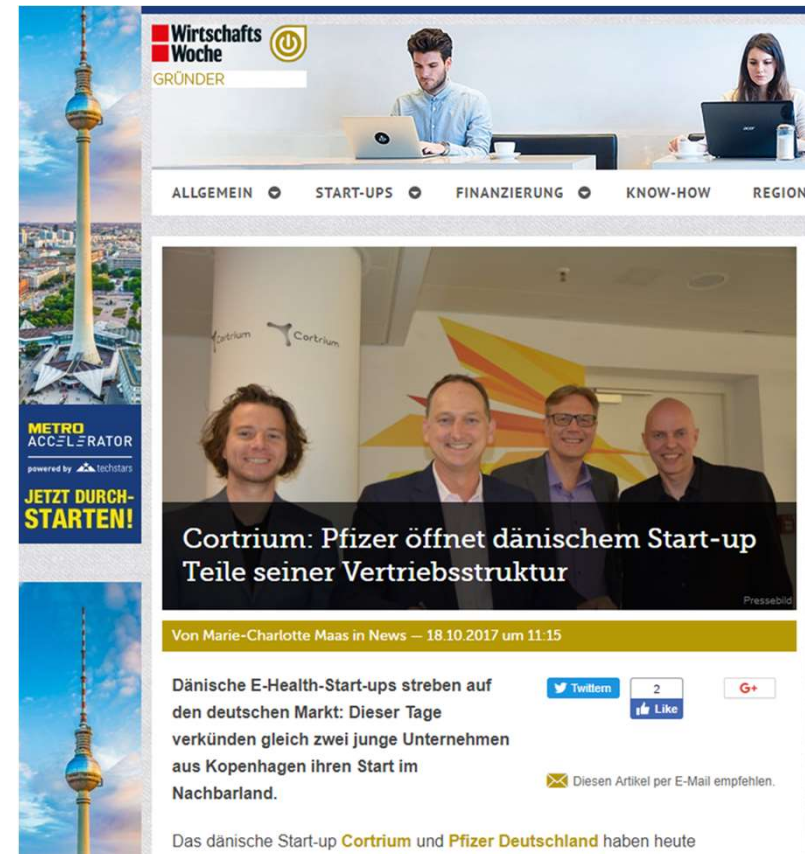 Wirtschafts
Woche
GRÜNDER
ALLGEMEIN
START-UPS
FINANZIERUNG
KNOW-HOW
REGION
Cortrium
Cortrium
METRO
ACCELERATOR
powered by techstars
JETZT DURCH-
STARTEN!
Cortrium: Pfizer öffnet dänischem Start-up
Teile seiner Vertriebsstruktur
Pressebild
Von Marie-Charlotte Maas in News — 18.10.2017 um 11:15
Dänische E-Health-Start-ups streben auf
den deutschen Markt: Dieser Tage
verkünden gleich zwei junge Unternehmen
aus Kopenhagen ihren Start im
Nachbarland.
Twittern
2
Like
G+
Diesen Artikel per E-Mail empfehlen.
Das dänische Start-up Cortrium und Pfizer Deutschland haben heute